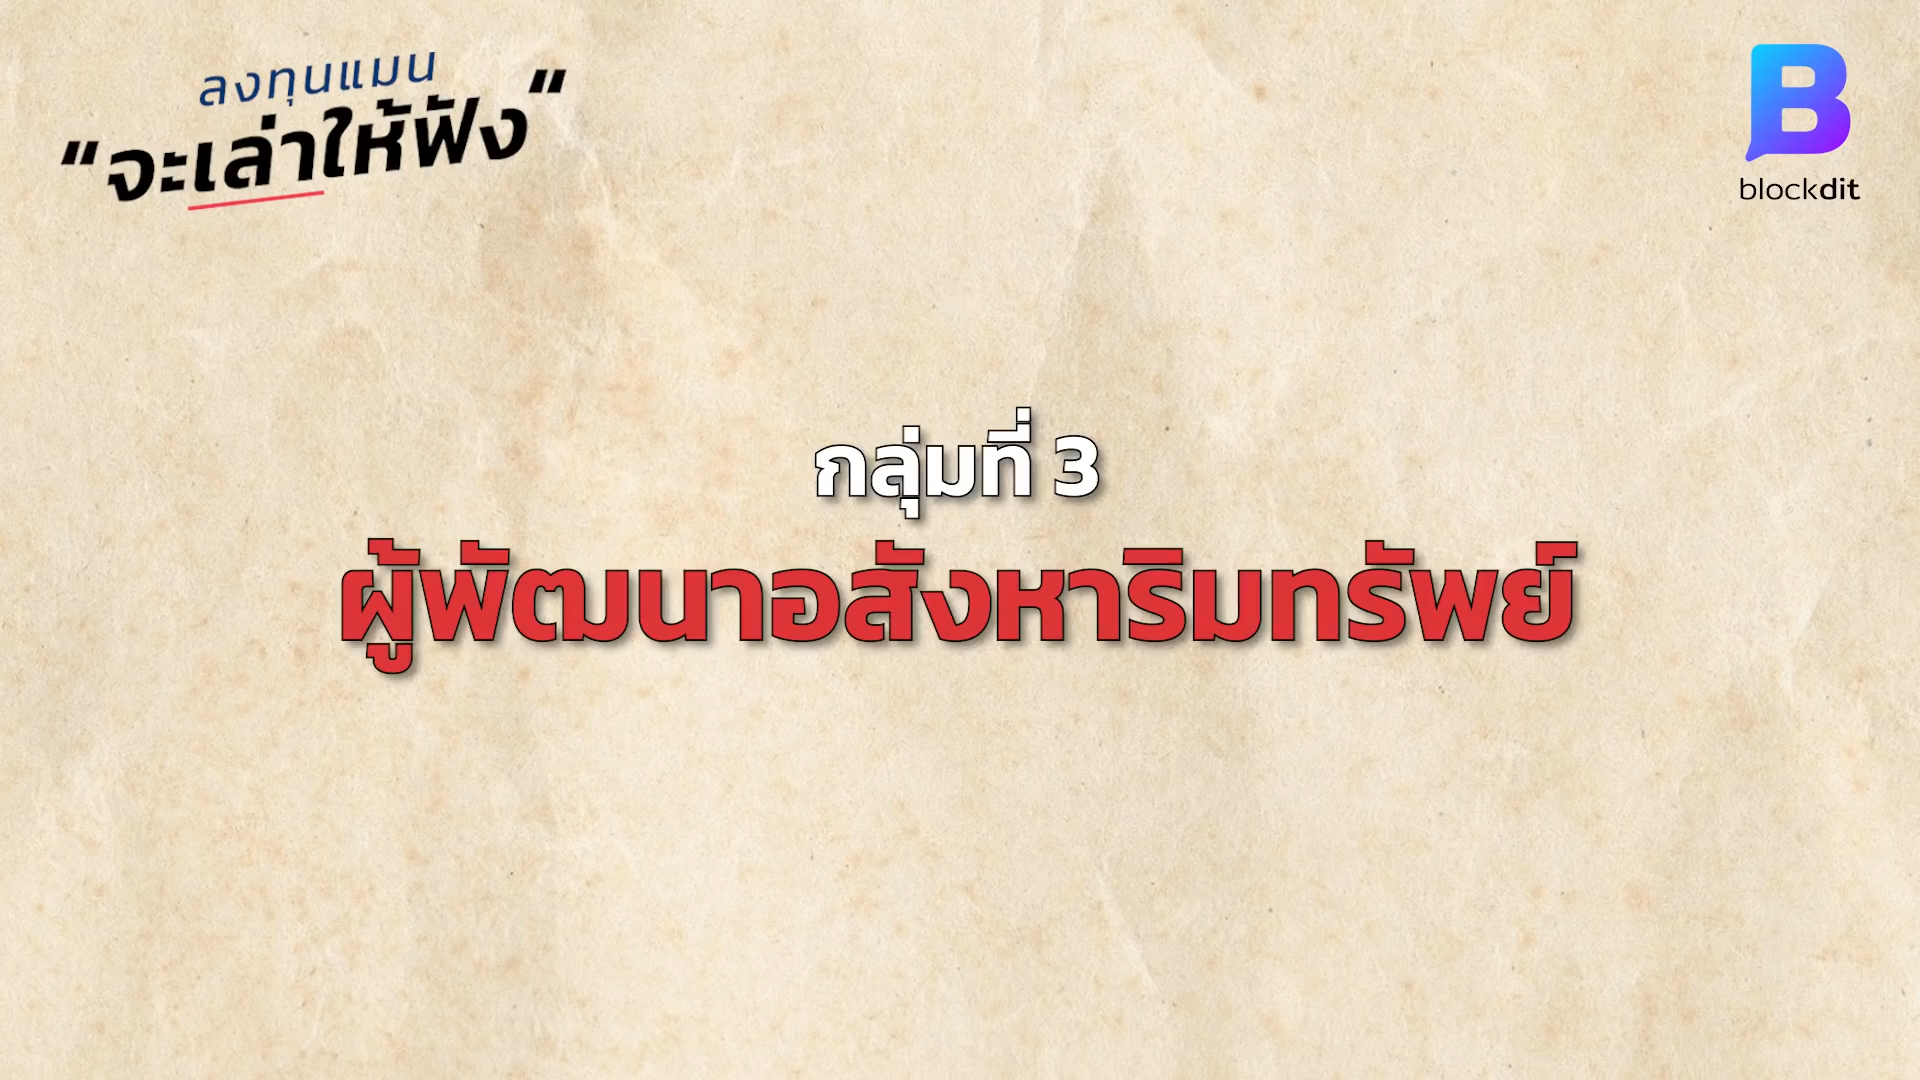 ลงทุนแมน
"จะเล่าให้ฟัง"
B
blockdit
กลุ่มที่ 3
ผู้พัฒนาอสังหาริมทรัพย์